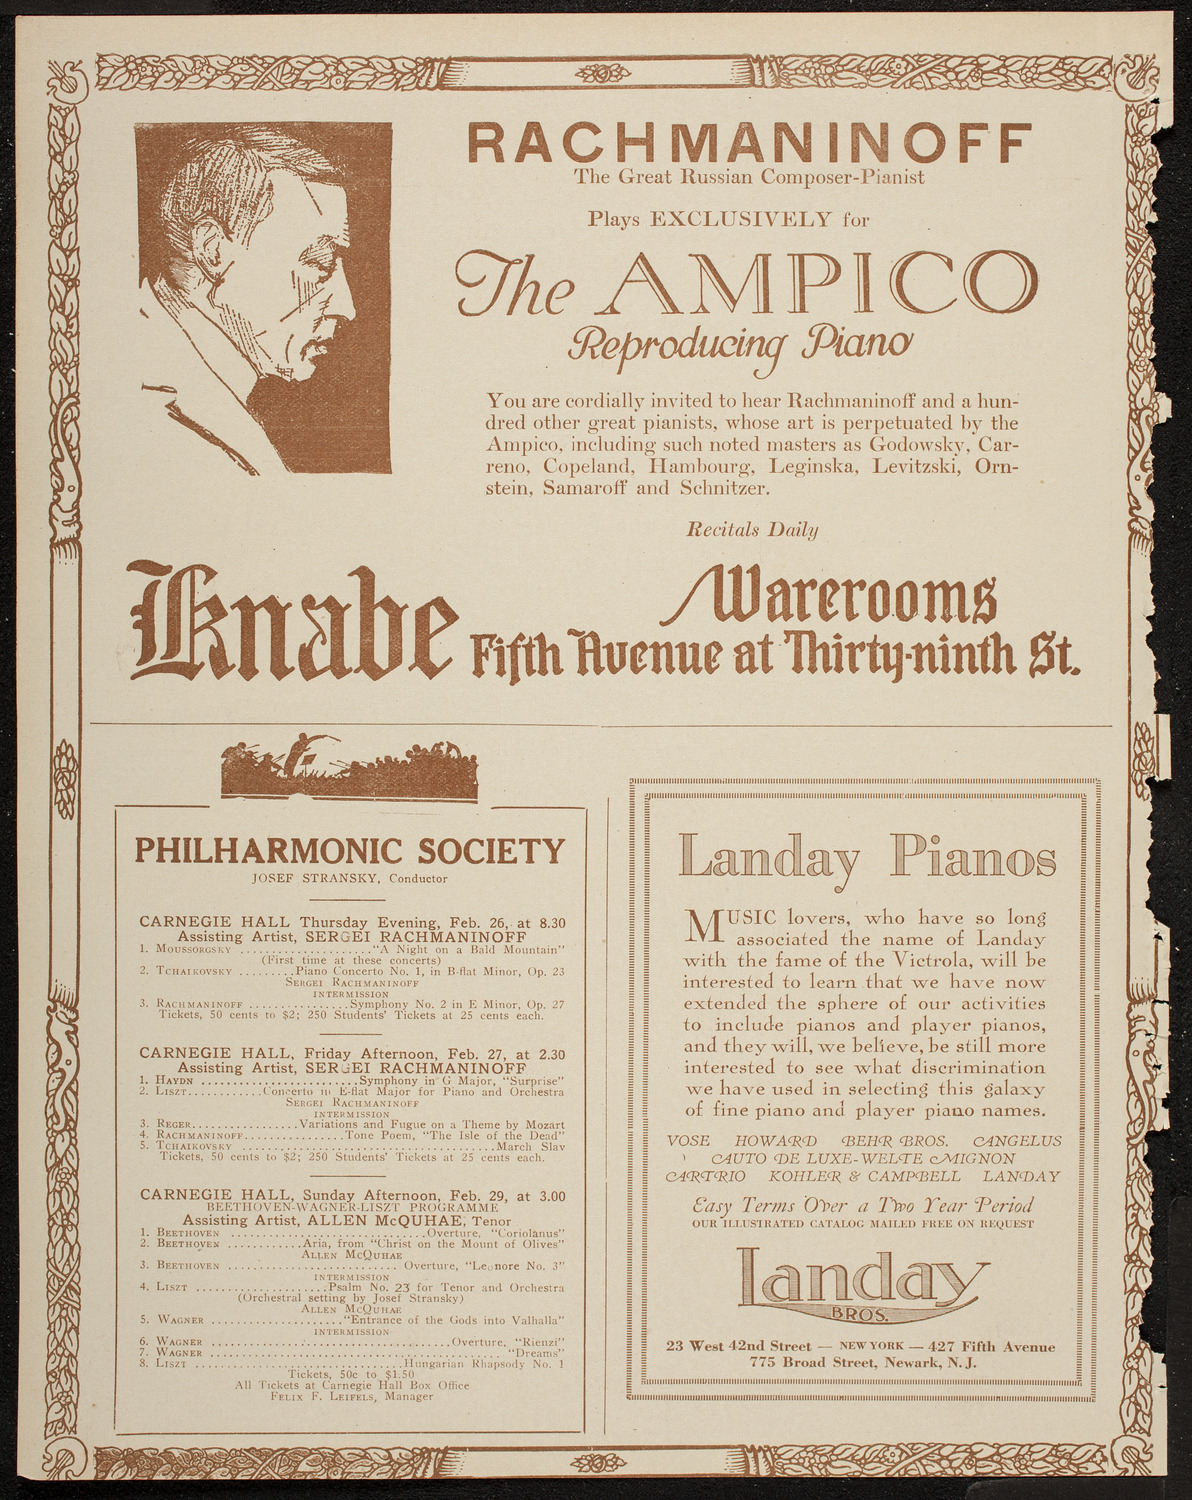 RACHMANINOFF
The Great Russian Composer-Pianist
Plays EXCLUSIVELY for
The AMPICO
Reproducing Piano
You are cordially invited to hear Rachmaninoff and a hun-
dred other great pianists, whose art is perpetuated by the
Ampico, including such noted masters as Godowsky, Car-
reno, Copeland, Hambourg, Leginska, Levitzski, Orn-
stein, Samaroff and Schnitzer.
Recitals Daily
Knabe Warerooms
Fifth Avenue at Thirty-ninth St.
PHILHARMONIC SOCIETY
JOSEF STRANSKY, Conductor
CARNEGIE HALL Thursday Evening, Feb. 26, at 8.30
Assisting Artist, SERGEI RACHMANINOFF
1. MOUSSORGSKY ...................."A Night on a Bald Mountain"
(First time at these concerts)
2. TCHAIKOVSKY .........Piano Concerto No. 1, in B-flat Minor, Op. 23
SERGEI RACHMANINOFF
INTERMISSION
3. RACHMANINOFF ................Symphony No. 2 in E Minor, Op. 27
Tickets, 50 cents to $2; 250 Students' Tickets at 25 cents each.
CARNEGIE HALL, Friday Afternoon, Feb. 27, at 2.30
Assisting Artist, SERGEI RACHMANINOFF
1. HAYDN .........................Symphony in G Major, "Surprise"
2. LISZT............Concerto in E-flat Major for Piano and Orchestra
SERGEI RACHMANINOFF
INTERMISSION
3. REGER.................Variations and Fugue on a Theme by Mozart
4. RACHMANINOFF................Tone Poem, "The Isle of the Dead"
5. TCHAIKOVSKY .......................................March Slav
Tickets, 50 cents to $2; 250 Students' Tickets at 25 cents each.
CARNEGIE HALL, Sunday Afternoon, Feb. 29, at 3.00
BEETHOVEN-WAGNER-LISZT PROGRAMME
Assisting Artist, ALLEN McQUHAE, Tenor
1. BEETHOVEN ..............................Overture, "Coriolanus"
2. BEETHOVEN ............Aria, from "Christ on the Mount of Olives"
ALLEN MCQUHAE
3. BEETHOVEN .......................... Overture, "Leonore No. 3"
INTERMISSION
4. LISZT .....................Psalm No. 23 for Tenor and Orchestra
(Orchestral setting by Josef Stransky)
ALLEN MCQUHAE
5. WAGNER ...................."Entrance of the Gods into Valhalla"
INTERMISSION
6. WAGNER .....................................Overture, "Rienzi"
7. WAGNER ............................................. "Dreams"
8. LISZT ................................Hungarian Rhapsody No. 1
Tickets, 50c to $1.50
All Tickets at Carnegie Hall Box Office
FELIX F. LEIFELS, Manager
Landay Pianos
MUSIC lovers, who have so long
associated the name of Landay
with the fame of the Victrola, will be
interested to learn that we have now
extended the sphere of our activities
to include pianos and player pianos,
and they will, we believe, be still more
interested to see what discrimination
we have used in selecting this galaxy
of fine piano and player piano names.
VOSE HOWARD BEHR BROS. ANGELUS
AUTO DE LUXE-WELTE MIGNON
ARTRIO KOHLER & CAMPBELL LANDAY
Easy Terms Over a Two Year Period
OUR ILLUSTRATED CATALOG MAILED FREE ON REQUEST
Landay
BROS.
23 West 42nd Street — NEW YORK — 427 Fifth Avenue
775 Broad Street, Newark, N. J.